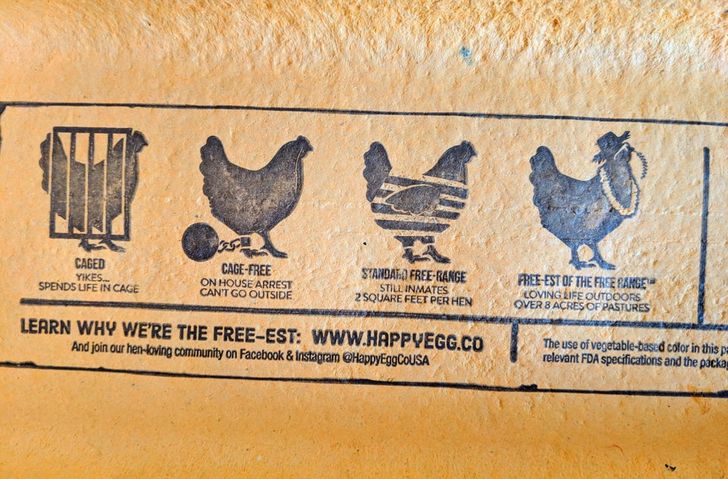 CAGED
YIKES...
SPENDS LIFE IN CAGE
CAGE-FREE
ON HOUSE ARREST
CAN'T GO OUTSIDE
STANDARD FREE-RANGE
STILL INMATES
2 SQUARE FEET PER HEN
FREE-EST OF THE FREE RANGE™
LOVING LIFE OUTDOORS
OVER 8 ACRES OF PASTURES
LEARN WHY WE'RE THE FREE-EST: WWW.HAPPYEGG.CO
And join our hen-loving community on Facebook & Instagram @HappyEggCoUSA
The use of vegetable-based color in this pa
relevant FDA specifications and the packa